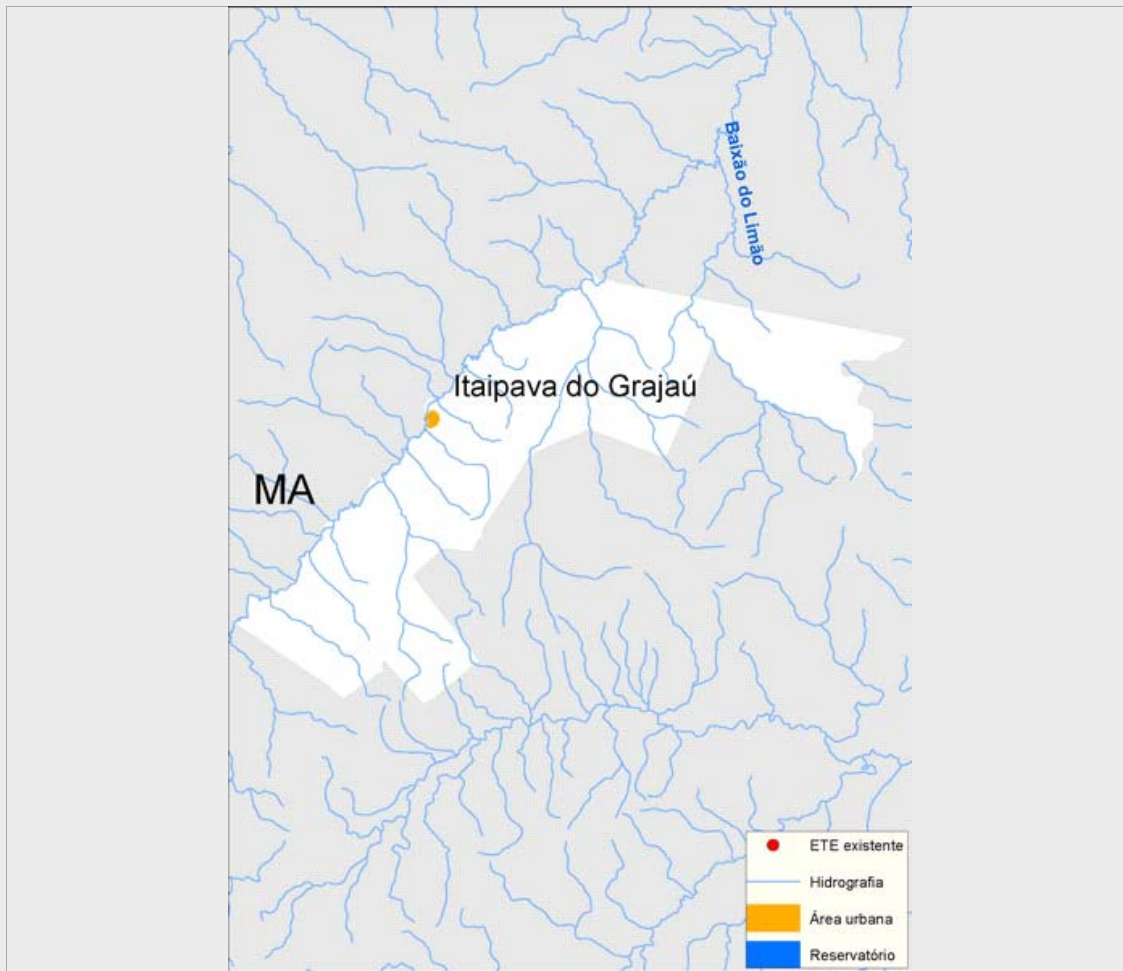 Baixão do Limão
Itaipava do Grajaú
MA
ETE existente
Hidrografia
Área urbana
Reservatório